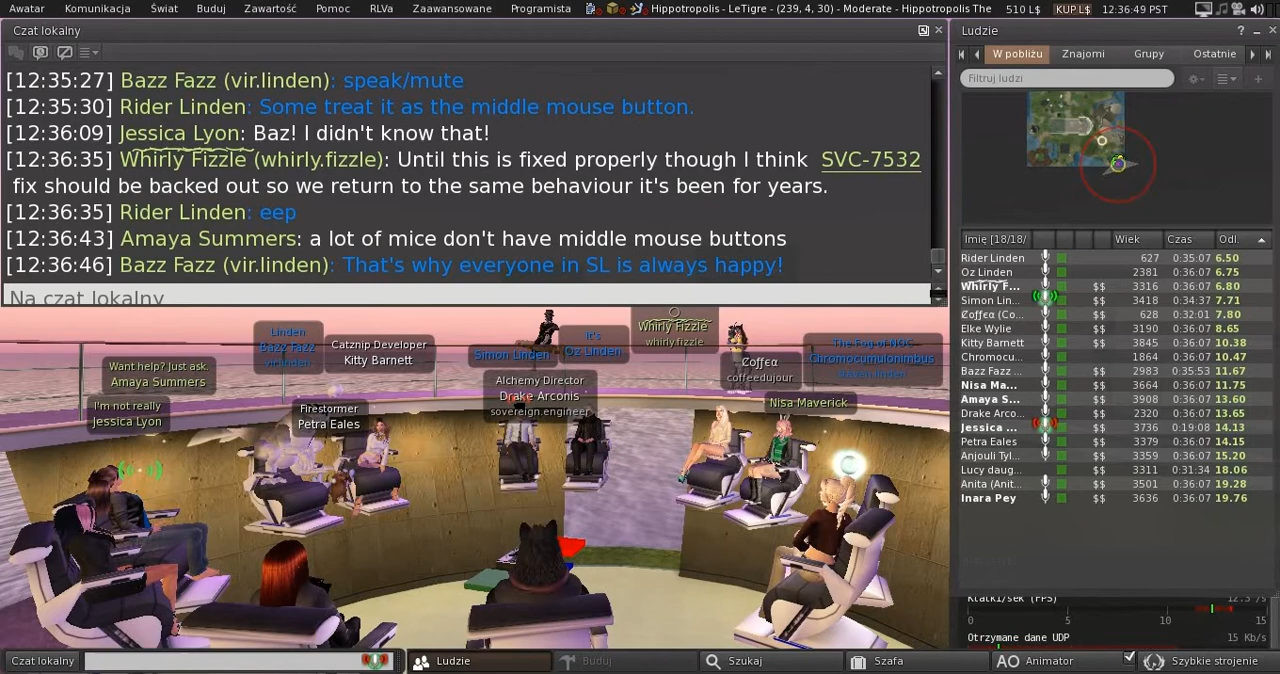 Awatar Komunikacja Świat Buduj Zawartość Pomoc RLVa Zaawansowane Programista Hippotropolis - LeTigre - (239, 4, 30) - Moderate - Hippotropolis The 510 L$ KUP L$ 12:36:49 PST
Czat lokalny
[12:35:27] Bazz Fazz (vir.linden): speak/mute
[12:35:30] Rider Linden: Some treat it as the middle mouse button.
[12:36:09] Jessica Lyon: Baz! I didn't know that!
[12:36:35] Whirly Fizzle (whirly.fizzle): Until this is fixed properly though I think SVC-7532
fix should be backed out so we return to the same behaviour it's been for years.
[12:36:35] Rider Linden: eep
[12:36:43] Amaya Summers: a lot of mice don't have middle mouse buttons
[12:36:46] Bazz Fazz (vir.linden): That's why everyone in SL is always happy!
Na czat lokalny
Ludzie
W pobliżu Znajomi Grupy Ostatnie
Filtruj ludzi
Imię [18/18/ Wiek Czas Odl.
Rider Linden 627 0:35:07 6.50
Oz Linden 2381 0:36:07 6.75
Whirly F... $$ 3316 0:36:07 6.80
Simon Lin... 3418 0:34:37 7.71
Ȼøffeα (Co... $$ 628 0:32:01 7.80
Elke Wylie $$ 3190 0:36:07 8.65
Kitty Barnett $$ 3845 0:36:07 10.38
Chromocu... 1864 0:36:07 10.47
Bazz Fazz ... $$ 2983 0:35:53 11.67
Nisa Ma... $$ 3664 0:36:07 11.75
Amaya S... $$ 3908 0:36:07 13.60
Drake Arco... $$ 2320 0:36:07 13.65
Jessica ... $$ 3736 0:19:08 14.13
Petra Eales $$ 3379 0:36:07 14.15
Anjouli Tyl... $$ 3359 0:36:07 15.20
Lucy daug... $$ 3311 0:31:34 18.06
Anita (Anit... $$ 3501 0:36:07 19.28
Inara Pey $$ 3636 0:36:07 19.76
Want help? Just ask.
Amaya Summers
I'm not really
Jessica Lyon
Linden
Bazz Fazz
vir.linden
Catznip Developer
Kitty Barnett
Firestormer
Petra Eales
Simon Linden
It's
Oz Linden
Alchemy Director
Drake Arconis
sovereign.engineer
Whirly Fizzle
whirly.fizzle
Ȼøffeα
coffeedujour
Chromocumulonimbus
Nisa Maverick
Klatki/sek (FPS) 12.3 /s
0 5 10 15
Otrzymane dane UDP 15 Kb/s
Czat lokalny Ludzie Buduj Szukaj Szafa AO Animator Szybkie strojenie